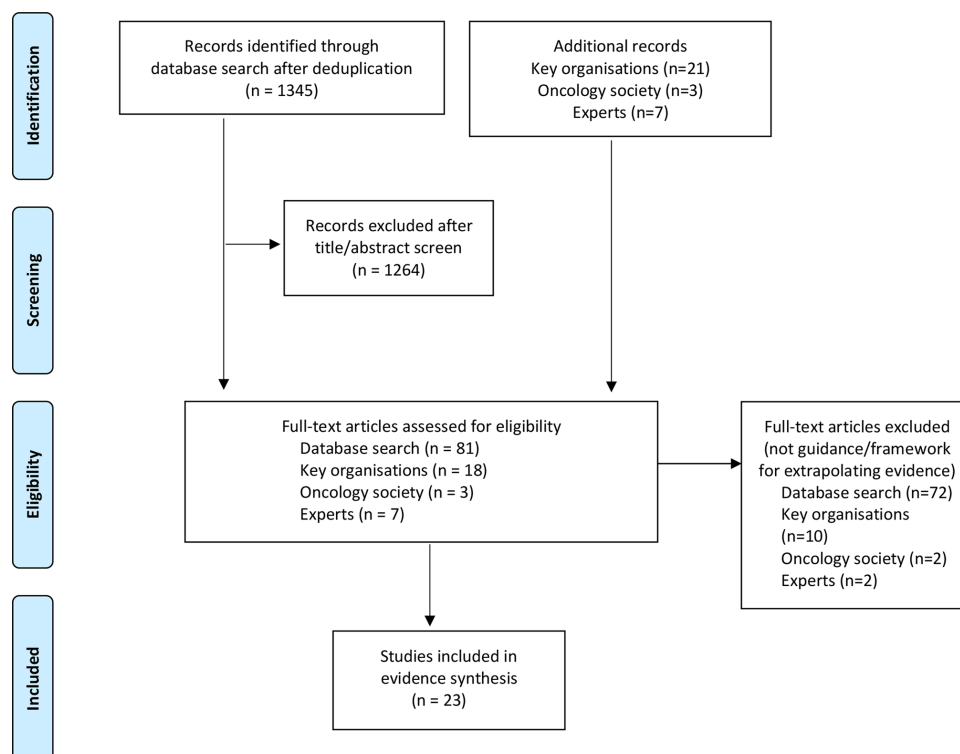 Identification
Records identified through
database search after deduplication
(n = 1345)
Additional records
Key organisations (n=21)
Oncology society (n=3)
Experts (n=7)
Screening
Records excluded after
title/abstract screen
(n = 1264)
Eligibility
Full-text articles assessed for eligibility
Database search (n = 81)
Key organisations (n = 18)
Oncology society (n = 3)
Experts (n = 7)
Full-text articles excluded
(not guidance/framework
for extrapolating evidence)
Database search (n=72)
Key organisations
(n=10)
Oncology society (n=2)
Experts (n=2)
Included
Studies included in
evidence synthesis
(n = 23)